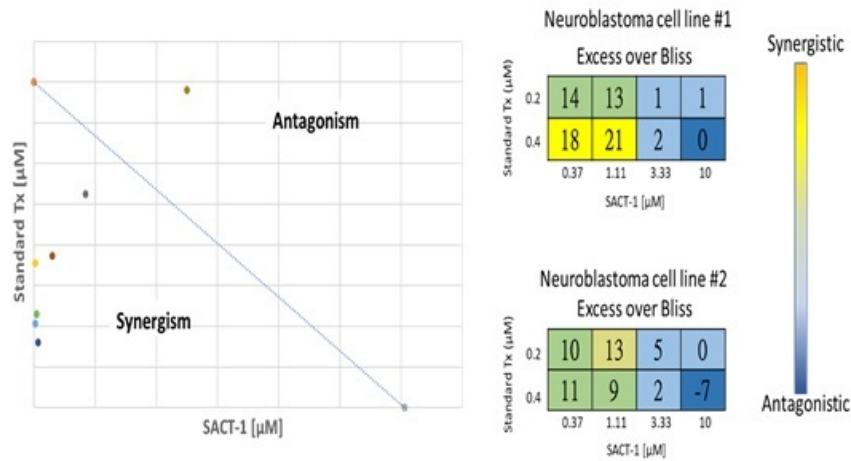 Standard Tx [µM]
Antagonism
Synergism
SACT-1 [µM]
Neuroblastoma cell line #1
Excess over Bliss
Standard Tx (µM)
0.2 14 13 1 1
0.4 18 21 2 0
0.37 1.11 3.33 10
SACT-1 [µM]
Neuroblastoma cell line #2
Excess over Bliss
Standard Tx (µM)
0.2 10 13 5 0
0.4 11 9 2 -7
0.37 1.11 3.33 10
SACT-1 [µM]
Synergistic
Antagonistic